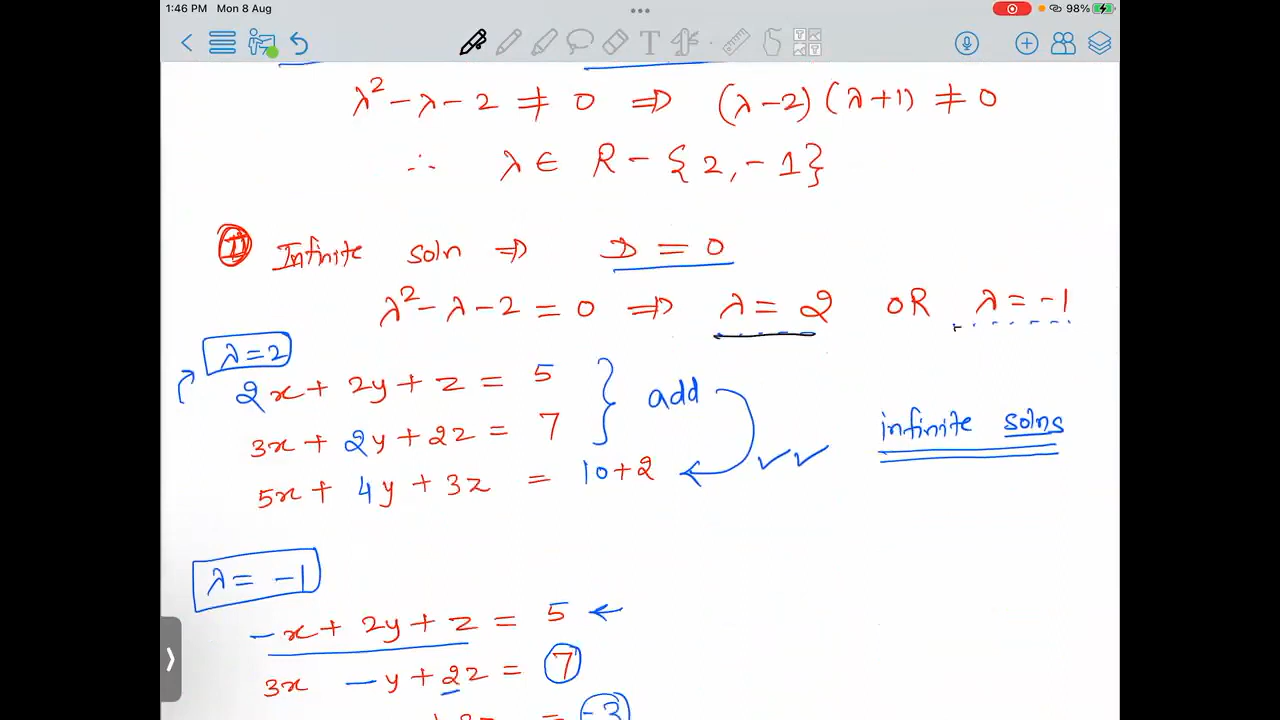 1:46 PM Mon 8 Aug
98%
λ² - λ - 2 ≠ 0 ⇒ (λ-2) (λ+1) ≠ 0
∴ λ ∈ R - {2, -1}
II Infinite soln ⇒ D = 0
λ² - λ - 2 = 0 ⇒ λ = 2 OR λ = -1
λ = 2
2x + 2y + z = 5
add
3x + 2y + 2z = 7
infinite solns
5x + 4y + 3z = 10+2
λ = -1
-x + 2y + z = 5 ←
3x - y + 2z = 7
= -3